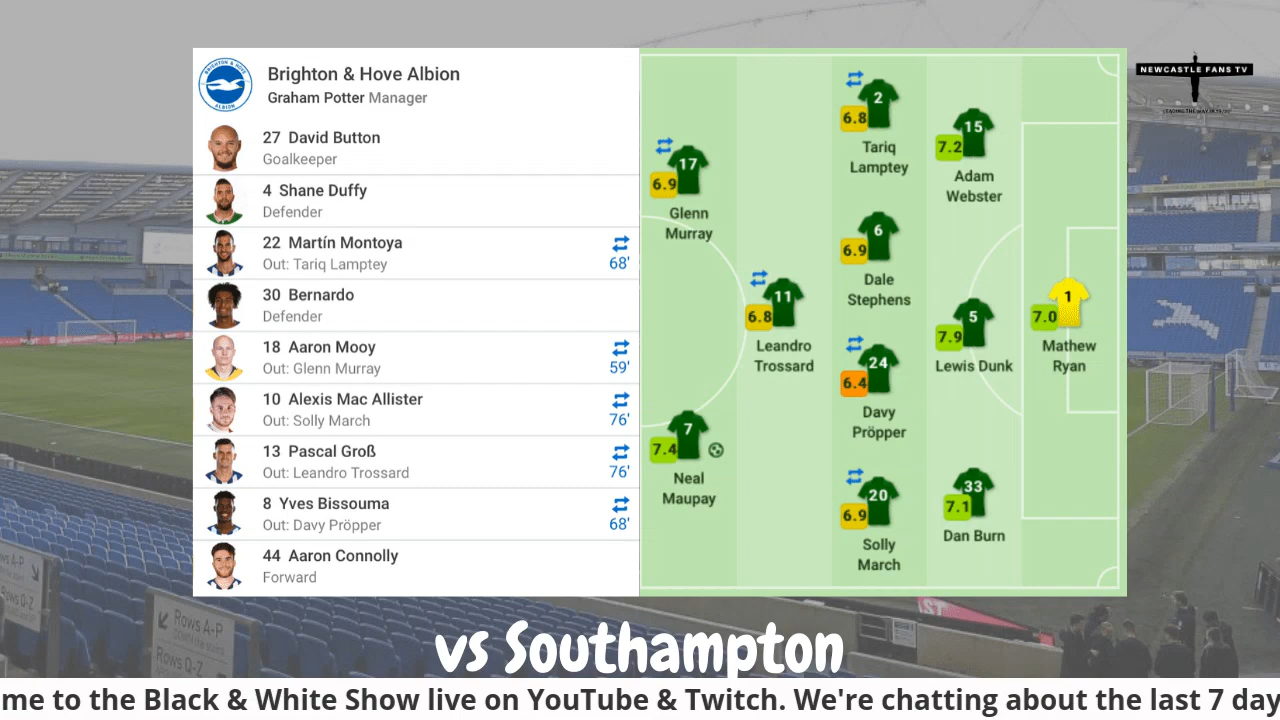 Brighton & Hove Albion
Graham Potter Manager
BRIGHTON & HOVE
ALBION
27 David Button
Goalkeeper
4 Shane Duffy
Defender
22 Martín Montoya
Out: Tariq Lamptey
68'
30 Bernardo
Defender
18 Aaron Mooy
Out: Glenn Murray
59'
10 Alexis Mac Allister
Out: Solly March
76'
13 Pascal Groß
Out: Leandro Trossard
76'
8 Yves Bissouma
Out: Davy Pröpper
68'
44 Aaron Connolly
Forward
17
6.9
Glenn
Murray
7
7.4
Neal
Maupay
11
6.8
Leandro
Trossard
2
6.8
Tariq
Lamptey
6
6.9
Dale
Stephens
24
6.4
Davy
Pröpper
20
6.9
Solly
March
15
7.2
Adam
Webster
5
7.9
Lewis Dunk
33
7.1
Dan Burn
1
7.0
Mathew
Ryan
NEWCASTLE FANS TV
Rows A-P
Rows Q-Z
Rows A-P
Rows Q-Z
vs Southampton
me to the Black & White Show live on YouTube & Twitch. We're chatting about the last 7 day